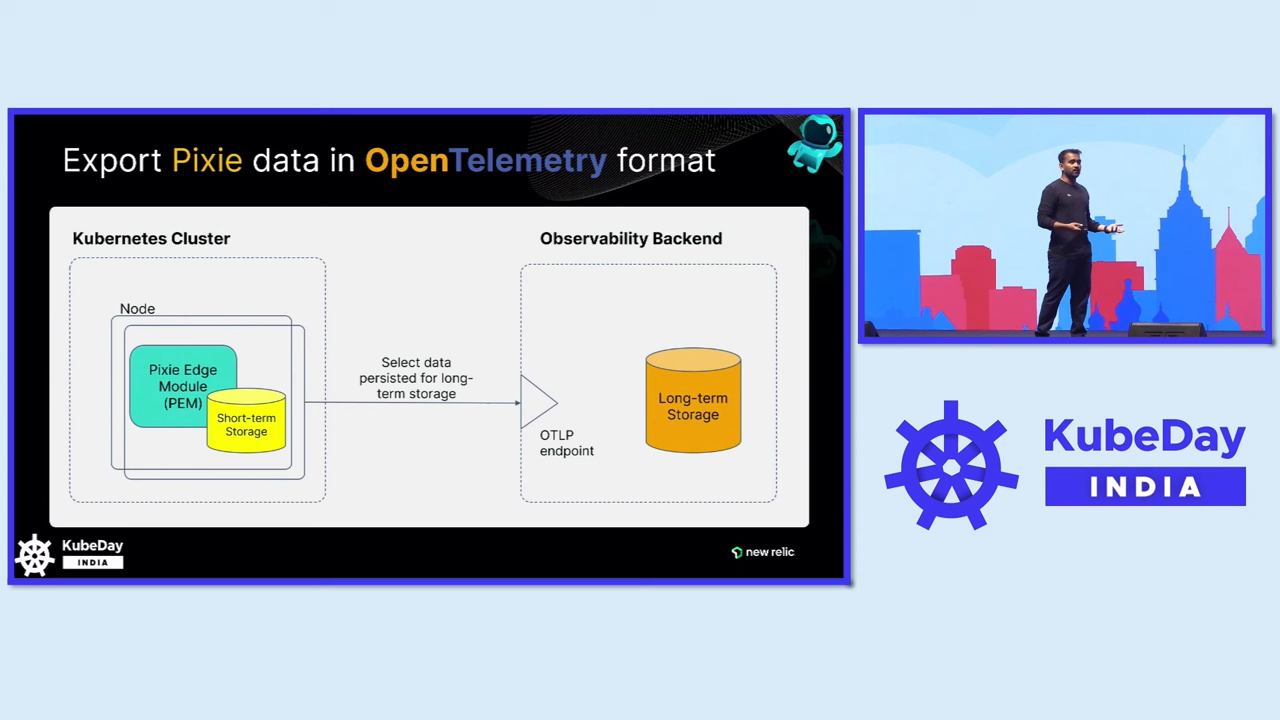 Export Pixie data in OpenTelemetry format
Kubernetes Cluster
Observability Backend
Node
Pixie Edge
Module
(PEM)
Short-term
Storage
Select data
persisted for long-
term storage
OTLP
endpoint
Long-term
Storage
KubeDay
INDIA
new relic
KubeDay
INDIA